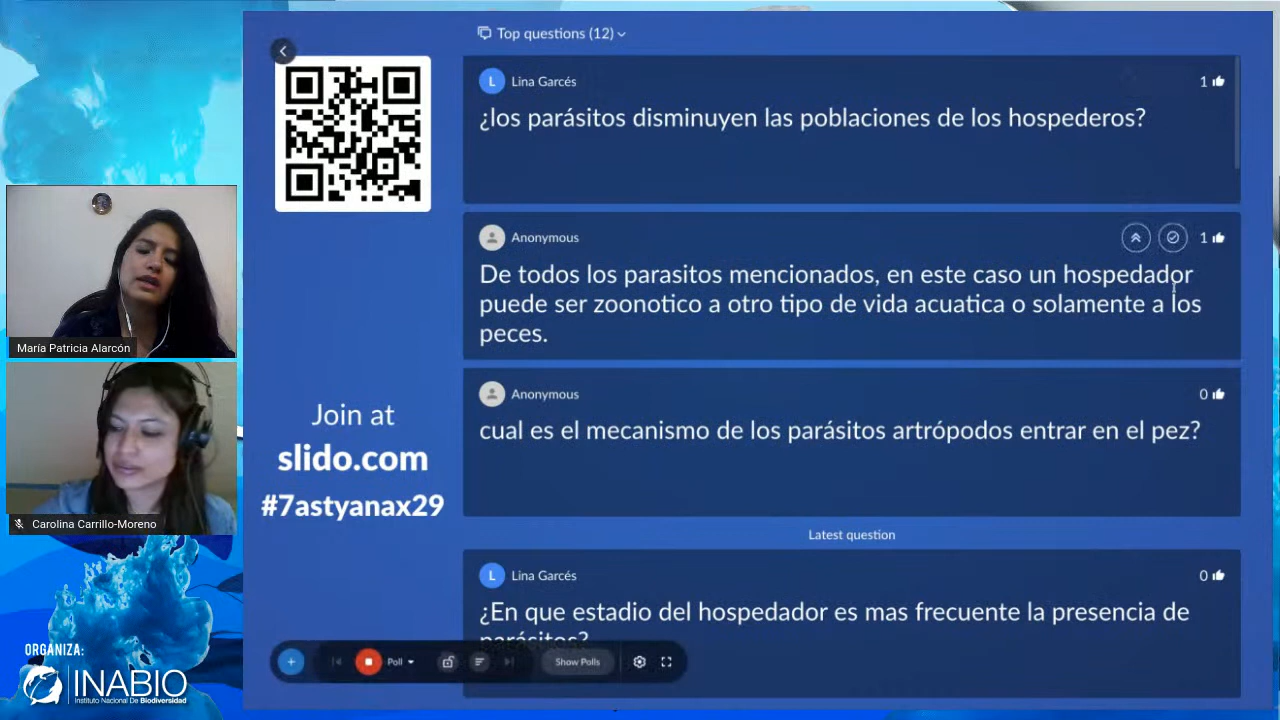 Top questions (12)
L Lina Garcés 1
¿los parásitos disminuyen las poblaciones de los hospederos?
Anonymous 1
De todos los parasitos mencionados, en este caso un hospedador
puede ser zoonotico a otro tipo de vida acuatica o solamente a los
peces.
María Patricia Alarcón
Anonymous 0
cual es el mecanismo de los parásitos artrópodos entrar en el pez?
Join at
slido.com
#7astyanax29
Carolina Carrillo-Moreno
Latest question
L Lina Garcés 0
¿En que estadio del hospedador es mas frecuente la presencia de
parásitos?
Poll
Show Polls
ORGANIZA:
INABIO
Instituto Nacional De Biodiversidad